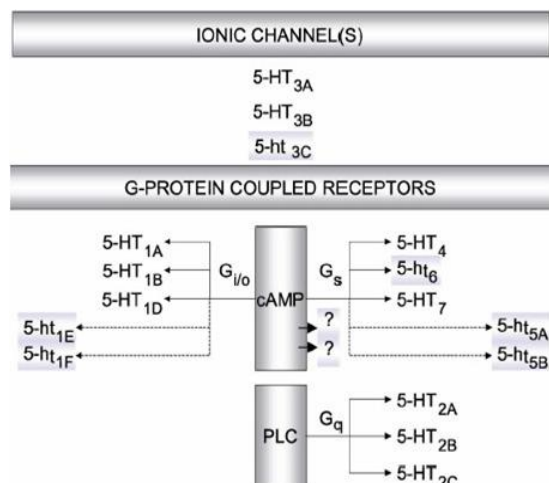 IONIC CHANNEL(S)
5-HT3A
5-HT3B
5-ht 3C
G-PROTEIN COUPLED RECEPTORS
5-HT1A
5-HT1B
5-HT1D
5-ht1E
5-ht1F
Gi/o
cAMP
Gs
5-HT4
5-ht6
5-HT7
?
?
5-ht5A
5-ht5B
PLC
Gq
5-HT2A
5-HT2B
5-HT2C